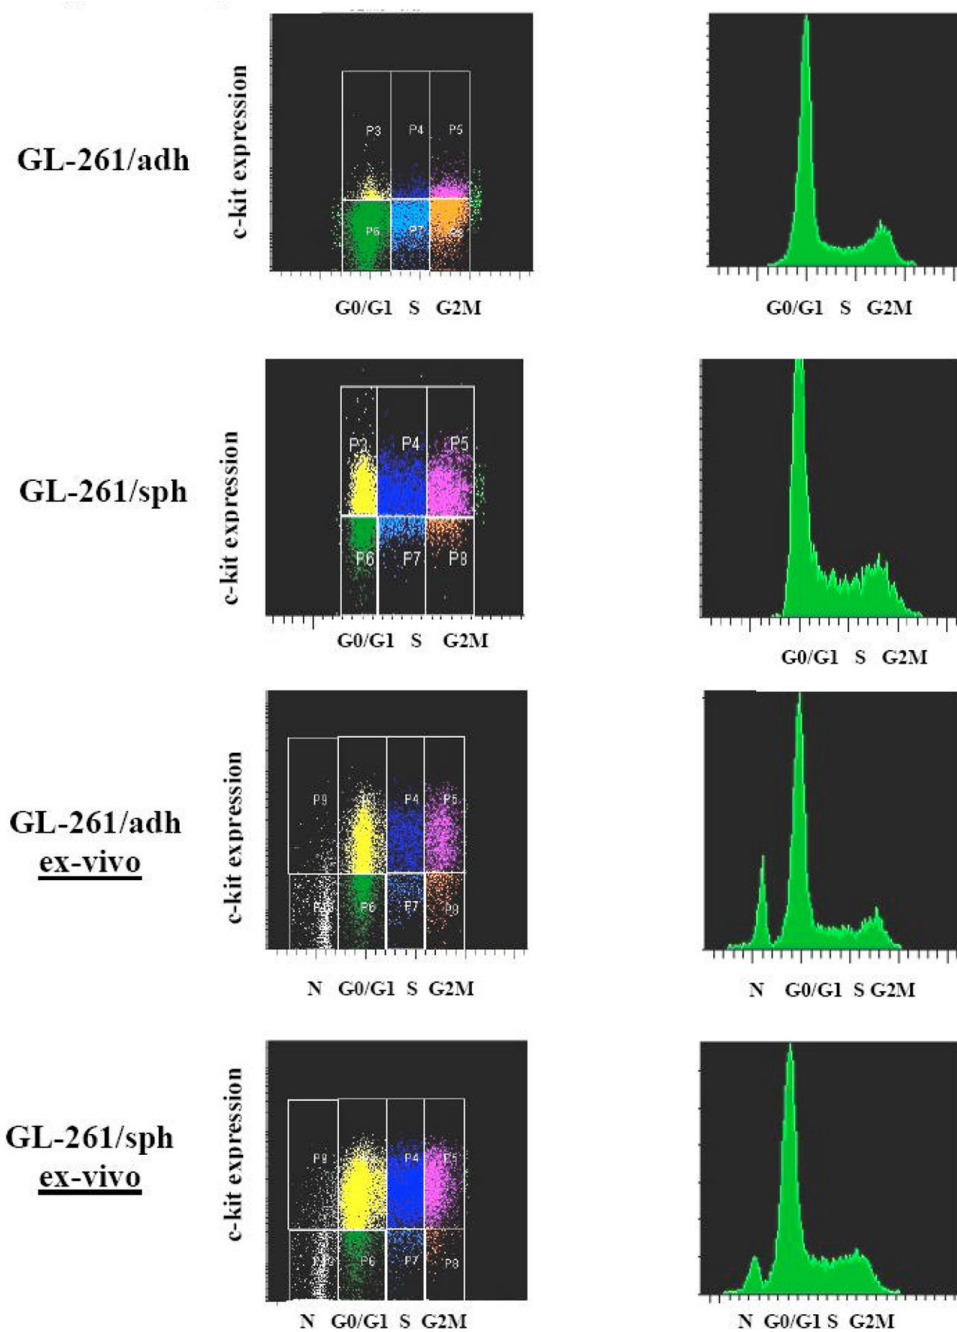 GL-261/adh
c-kit expression
P3 P4 P5
P6 P7
G0/G1 S G2M
G0/G1 S G2M
GL-261/sph
c-kit expression
P3 P4 P5
P6 P7 P8
G0/G1 S G2M
G0/G1 S G2M
GL-261/adh
ex-vivo
c-kit expression
P9 P4 P5
P6 P7 P8
N G0/G1 S G2M
N G0/G1 S G2M
GL-261/sph
ex-vivo
c-kit expression
P9 P4 P5
P6 P7 P8
N G0/G1 S G2M
N G0/G1 S G2M